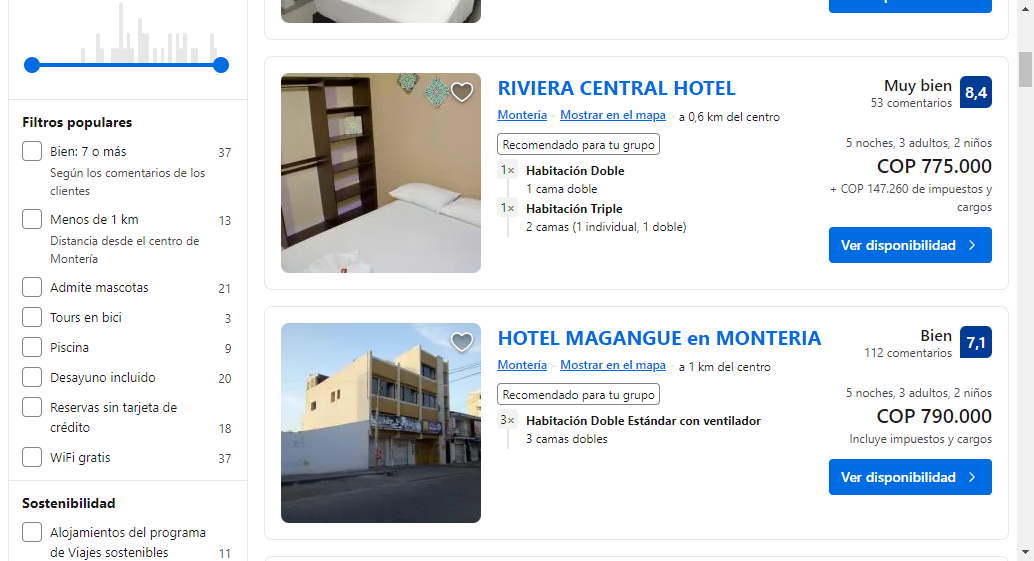 Filtros populares
Bien: 7 o más 37
Según los comentarios de los
clientes
Menos de 1 km 13
Distancia desde el centro de
Montería
Admite mascotas 21
Tours en bici 3
Piscina 9
Desayuno incluido 20
Reservas sin tarjeta de
crédito 18
WiFi gratis 37
Sostenibilidad
Alojamientos del programa
de Viajes sostenibles 11
RIVIERA CENTRAL HOTEL
Montería · Mostrar en el mapa · a 0,6 km del centro
Recomendado para tu grupo
1× Habitación Doble
1 cama doble
1× Habitación Triple
2 camas (1 individual, 1 doble)
Muy bien 8,4
53 comentarios
5 noches, 3 adultos, 2 niños
COP 775.000
+ COP 147.260 de impuestos y
cargos
Ver disponibilidad
HOTEL MAGANGUE en MONTERIA
Montería · Mostrar en el mapa · a 1 km del centro
Recomendado para tu grupo
3× Habitación Doble Estándar con ventilador
3 camas dobles
Bien 7,1
112 comentarios
5 noches, 3 adultos, 2 niños
COP 790.000
Incluye impuestos y cargos
Ver disponibilidad